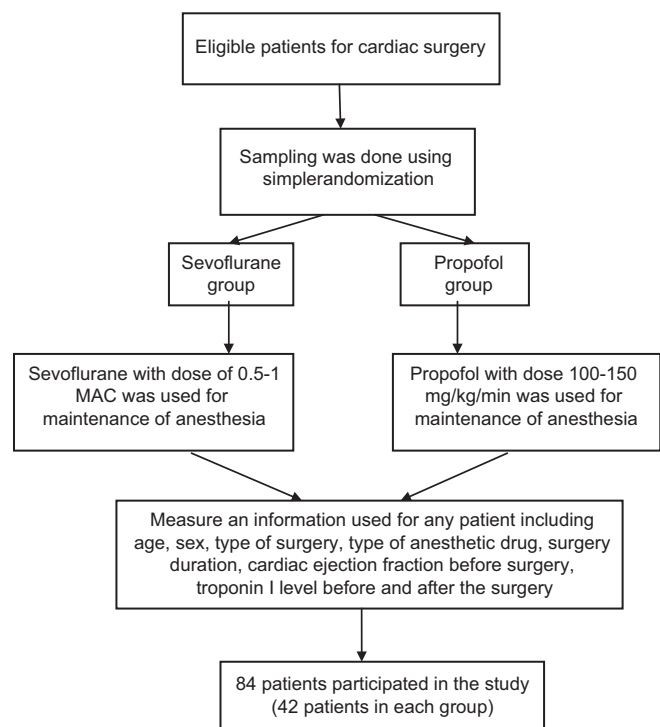 Eligible patients for cardiac surgery
Sampling was done using
simplerandomization
Sevoflurane
group
Propofol
group
Sevoflurane with dose of 0.5-1
MAC was used for
maintenance of anesthesia
Propofol with dose 100-150
mg/kg/min was used for
maintenance of anesthesia
Measure an information used for any patient including
age, sex, type of surgery, type of anesthetic drug, surgery
duration, cardiac ejection fraction before surgery,
troponin I level before and after the surgery
84 patients participated in the study
(42 patients in each group)